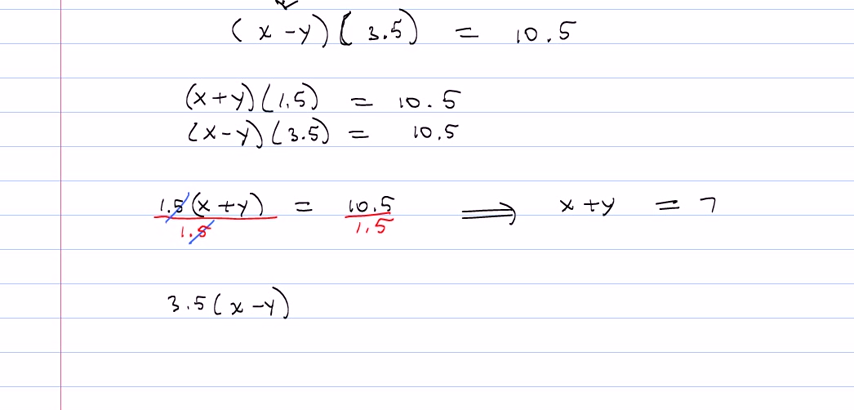 (x-y)(3.5) = 10.5
(x+y)(1.5) = 10.5
(x-y)(3.5) = 10.5
1.5(x+y)/1.5 = 10.5/1.5 ⟹ x+y = 7
3.5(x-y)